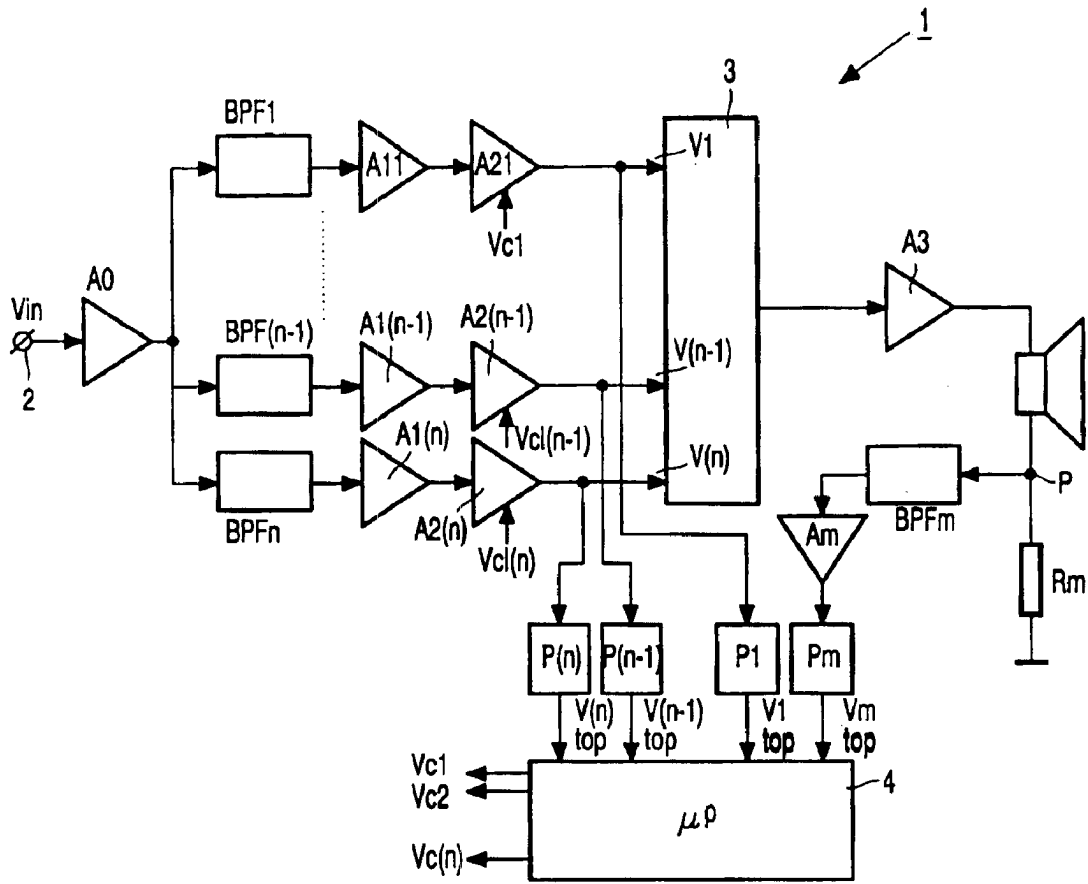 1
3
BPF1
A11
A21
V1
Vc1
A3
A0
Vin
2
BPF(n-1)
A1(n-1)
A2(n-1)
V(n-1)
Vcl(n-1)
A1(n)
V(n)
BPFn
A2(n)
Vcl(n)
BPFm
P
Am
Rm
P(n)
P(n-1)
P1
Pm
V(n)
top
V(n-1)
top
V1
top
Vm
top
Vc1
Vc2
Vc(n)
μp
4